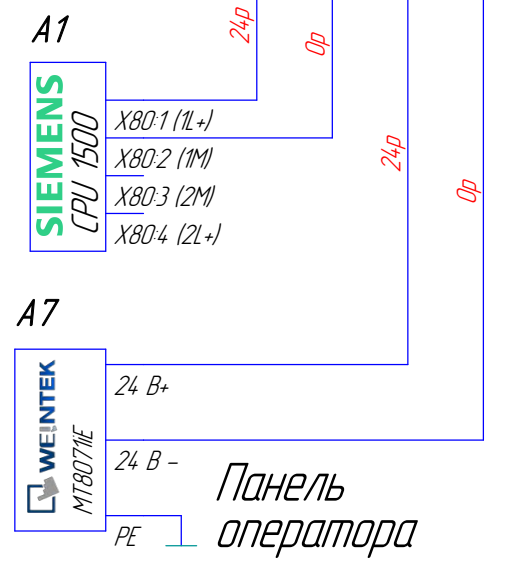 A1
24p
0p
SIEMENS
CPU 1500
X80:1 (1L+)
X80:2 (1M)
X80:3 (2M)
X80:4 (2L+)
24p
0p
A7
WEINTEK
MT8071iE
24 В+
24 В -
PE
Панель
оператора